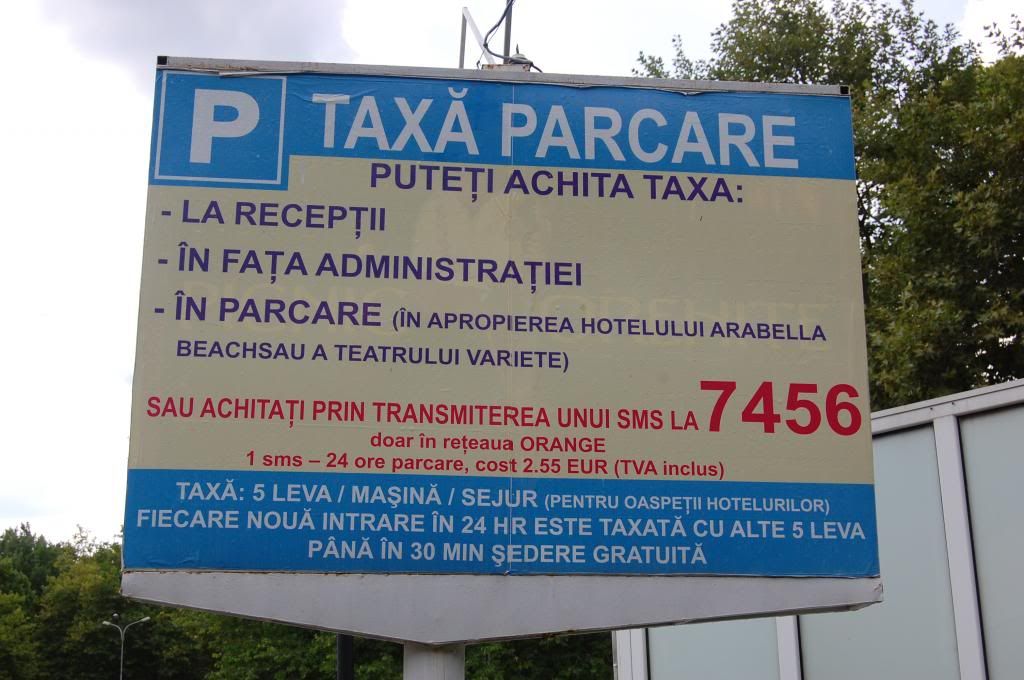 P TAXĂ PARCARE
PUTEȚI ACHITA TAXA:
- LA RECEPȚII
- ÎN FAȚA ADMINISTRAȚIEI
- ÎN PARCARE (ÎN APROPIEREA HOTELULUI ARABELLA
BEACHSAU A TEATRULUI VARIETE)
SAU ACHITAȚI PRIN TRANSMITEREA UNUI SMS LA 7456
doar în rețeaua ORANGE
1 sms – 24 ore parcare, cost 2.55 EUR (TVA inclus)
TAXĂ: 5 LEVA / MAŞINĂ / SEJUR (PENTRU OASPEȚII HOTELURILOR)
FIECARE NOUĂ INTRARE ÎN 24 HR ESTE TAXATĂ CU ALTE 5 LEVA
PÂNĂ ÎN 30 MIN ŞEDERE GRATUITĂ